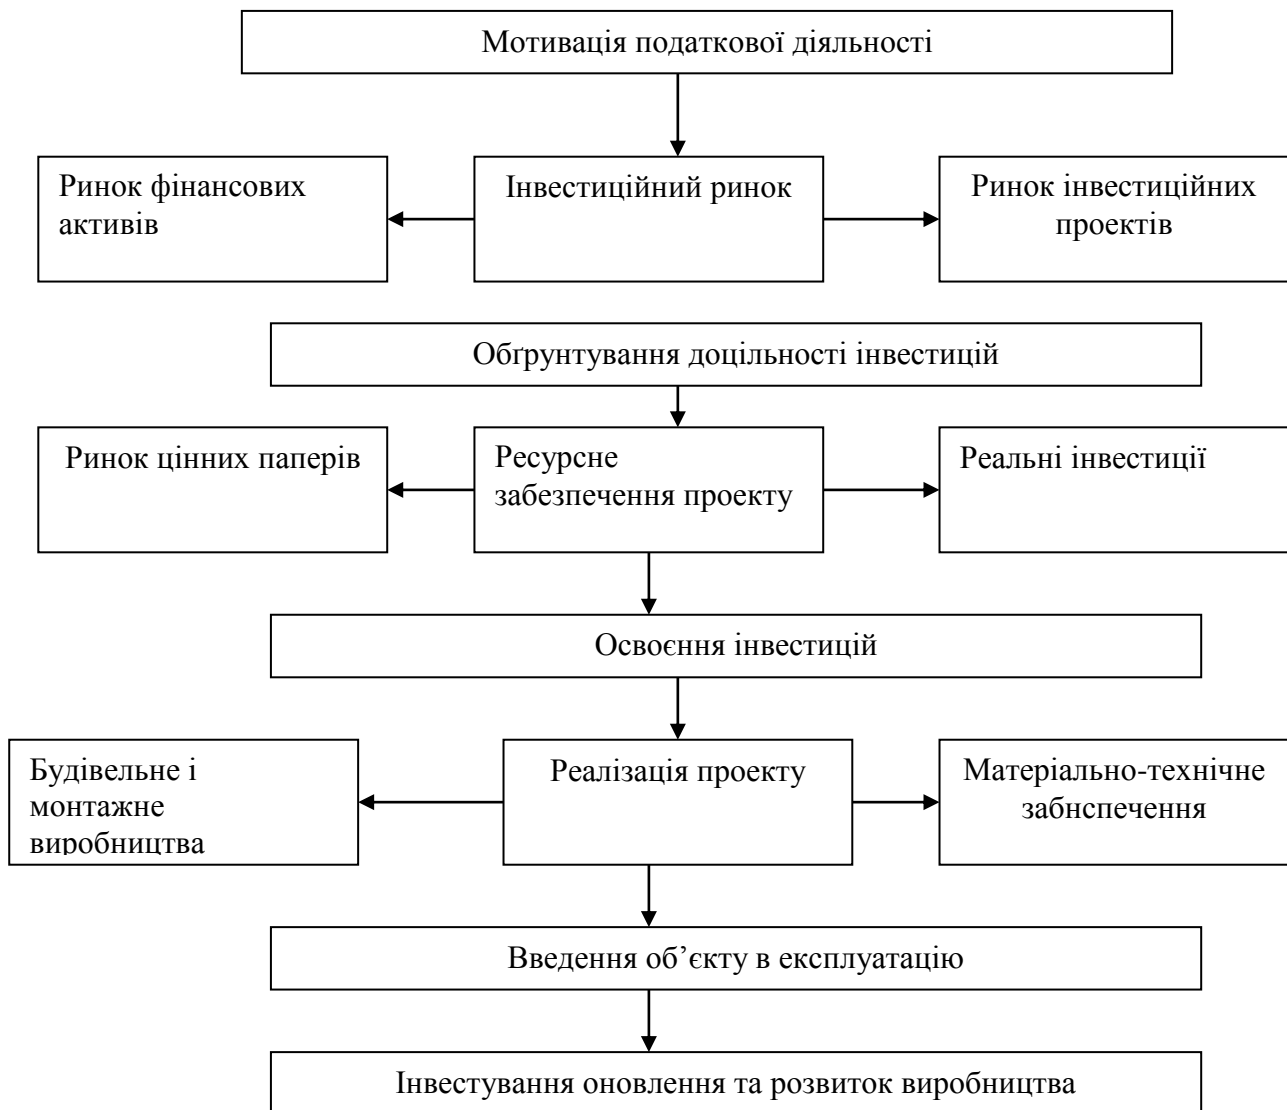 Мотивація податкової діяльності
Ринок фінансових
активів
Інвестиційний ринок
Ринок інвестиційних
проектів
Обґрунтування доцільності інвестицій
Ринок цінних паперів
Ресурсне
забезпечення проекту
Реальні інвестиції
Освоєння інвестицій
Будівельне і
монтажне
виробництва
Реалізація проекту
Матеріально-технічне
забнспечення
Введення об’єкту в експлуатацію
Інвестування оновлення та розвиток виробництва